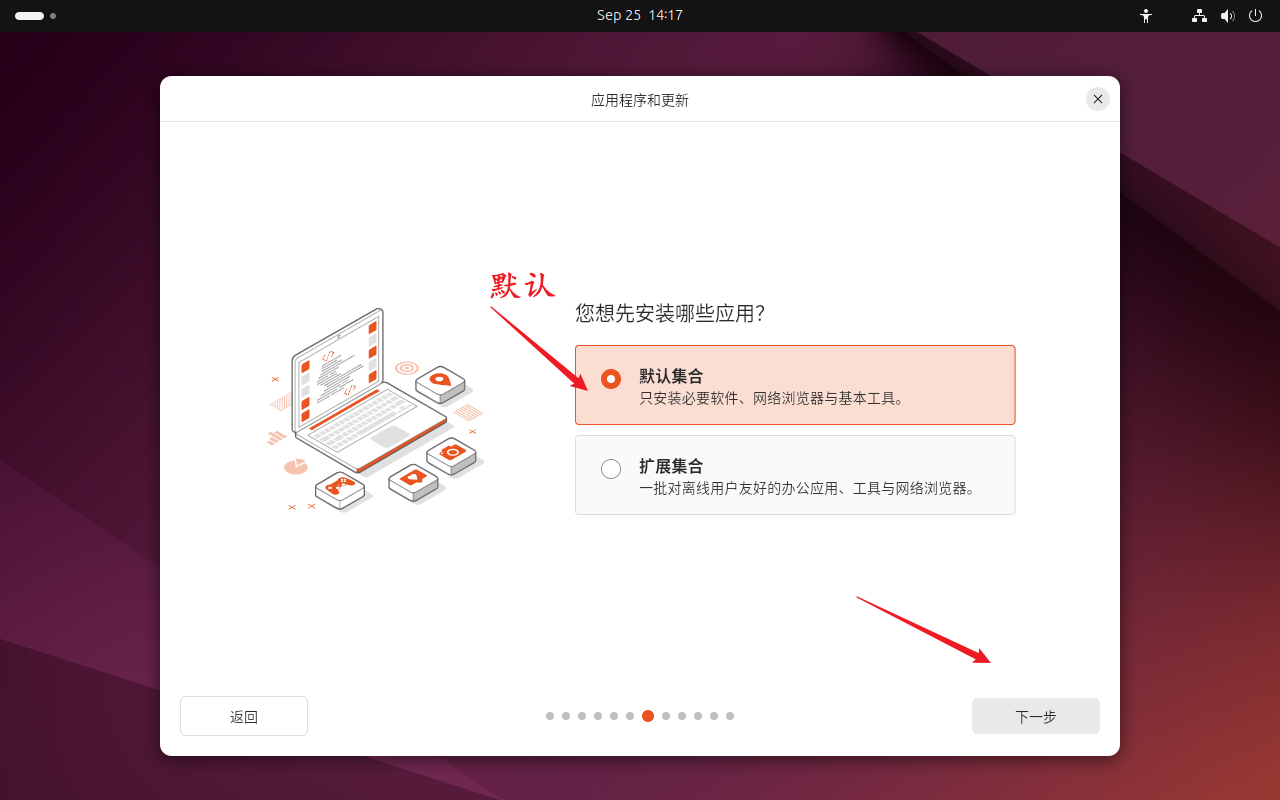 Sep 25 14:17
应用程序和更新
默认
您想先安装哪些应用？
默认集合
只安装必要软件、网络浏览器与基本工具。
扩展集合
一批对离线用户友好的办公应用、工具与网络浏览器。
返回
下一步